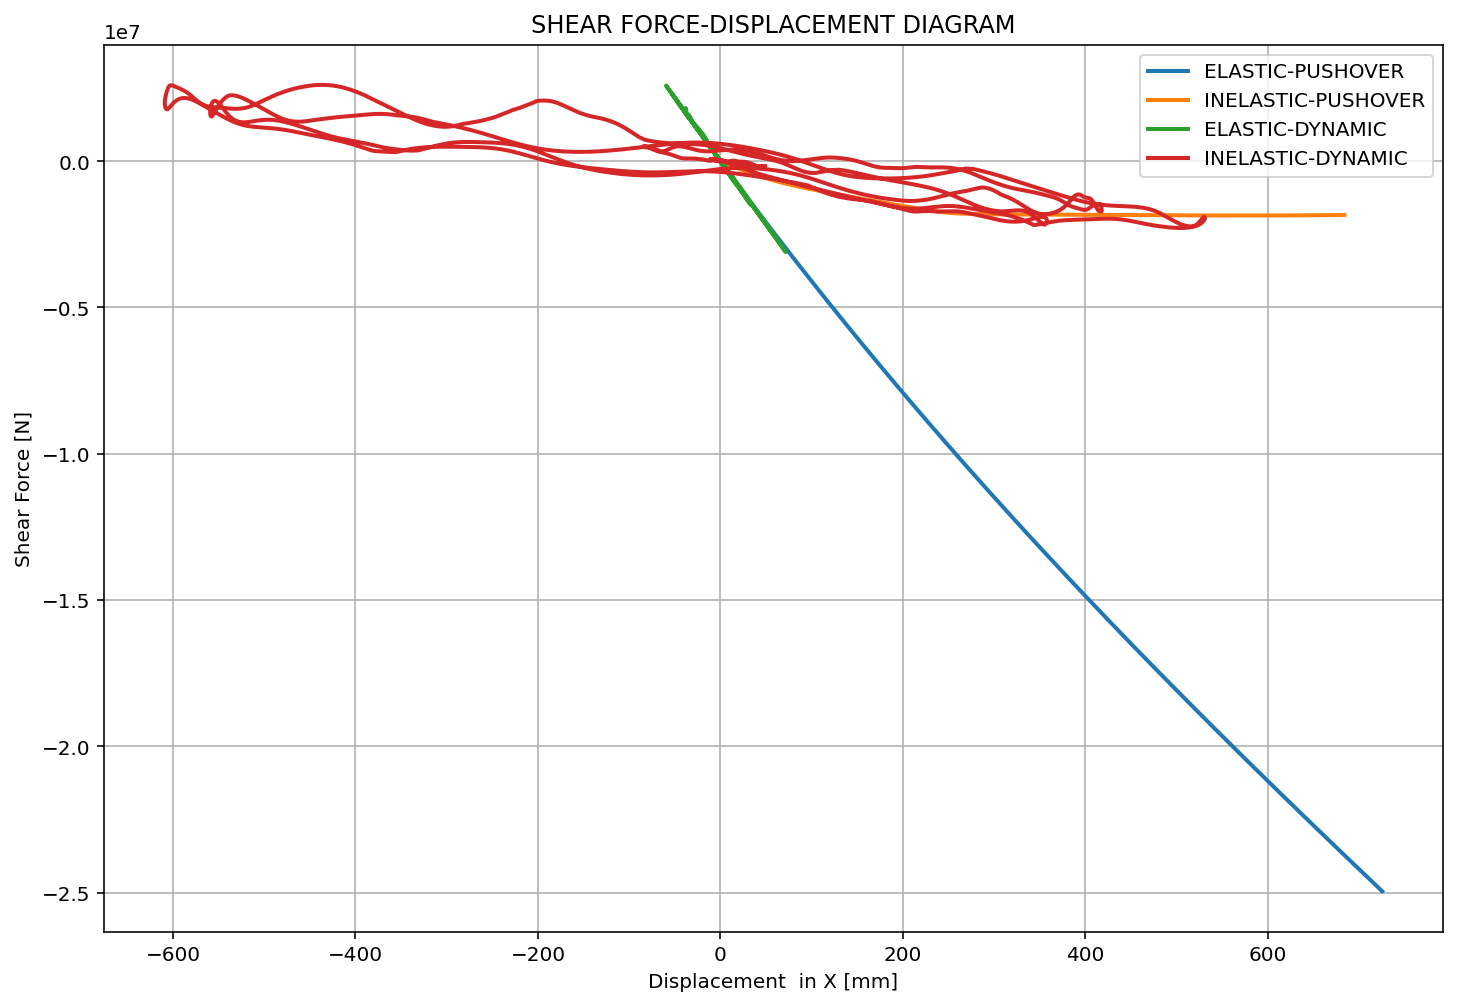 SHEAR FORCE-DISPLACEMENT DIAGRAM
1e7
ELASTIC-PUSHOVER
INELASTIC-PUSHOVER
ELASTIC-DYNAMIC
INELASTIC-DYNAMIC
0.0
−0.5
−1.0
−1.5
−2.0
−2.5
Shear Force [N]
−600 −400 −200 0 200 400 600
Displacement  in X [mm]